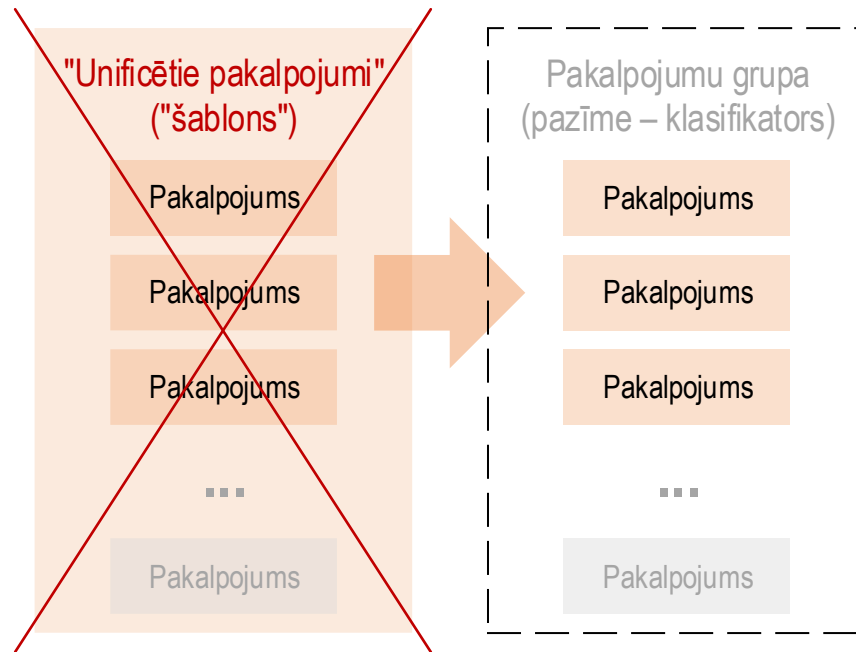 "Unificētie pakalpojumi"
("šablons")
Pakalpojums
Pakalpojums
Pakalpojums
...
Pakalpojums
Pakalpojumu grupa
(pazīme – klasifikators)
Pakalpojums
Pakalpojums
Pakalpojums
...
Pakalpojums